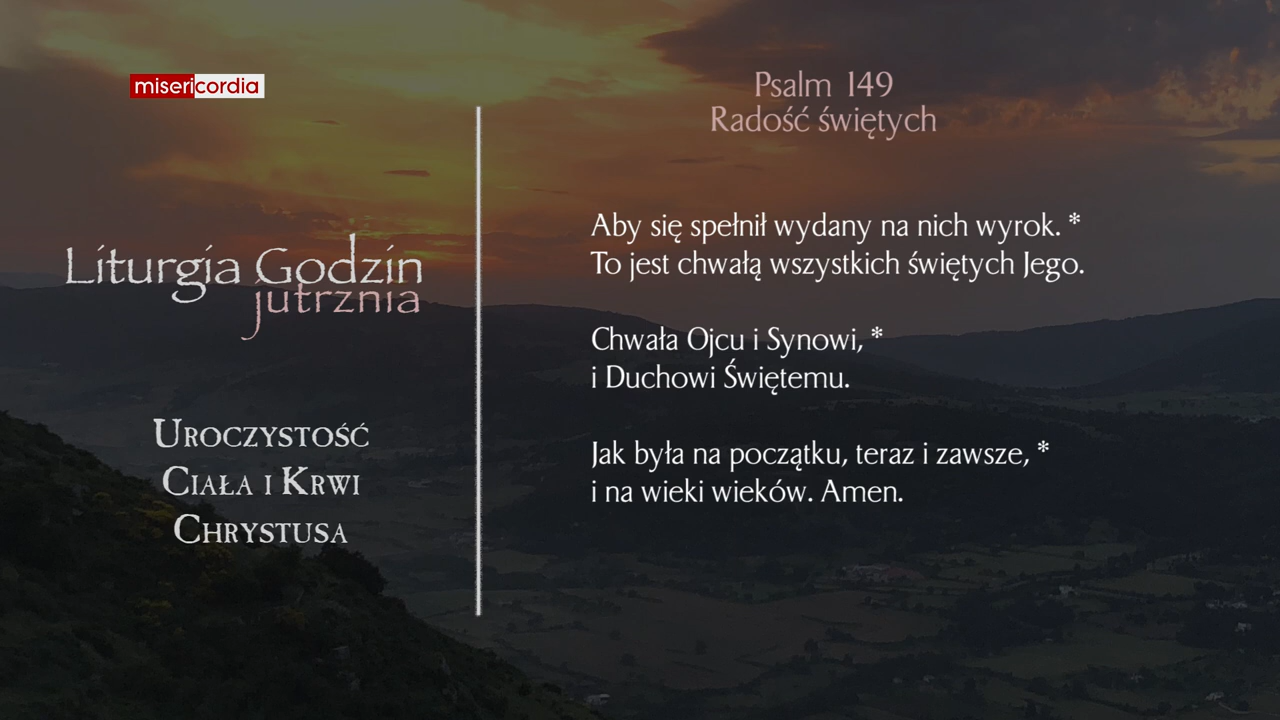 misericordia
Liturgia Godzin
jutrznia
Uroczystość
Ciała i Krwi
Chrystusa
Psalm 149
Radość świętych
Aby się spełnił wydany na nich wyrok. *
To jest chwałą wszystkich świętych Jego.
Chwała Ojcu i Synowi, *
i Duchowi Świętemu.
Jak była na początku, teraz i zawsze, *
i na wieki wieków. Amen.